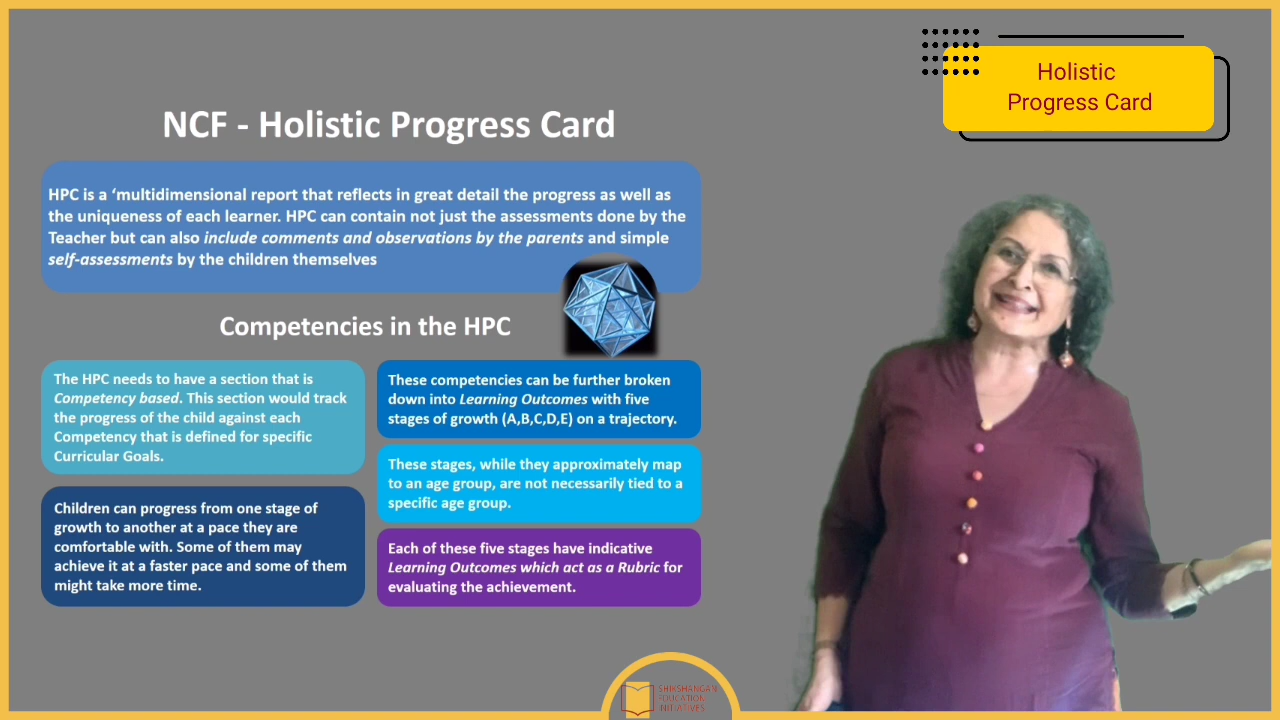 Holistic
Progress Card
NCF - Holistic Progress Card
HPC is a ‘multidimensional report that reflects in great detail the progress as well as
the uniqueness of each learner. HPC can contain not just the assessments done by the
Teacher but can also include comments and observations by the parents and simple
self-assessments by the children themselves
Competencies in the HPC
The HPC needs to have a section that is
Competency based. This section would track
the progress of the child against each
Competency that is defined for specific
Curricular Goals.
Children can progress from one stage of
growth to another at a pace they are
comfortable with. Some of them may
achieve it at a faster pace and some of them
might take more time.
These competencies can be further broken
down into Learning Outcomes with five
stages of growth (A,B,C,D,E) on a trajectory.
These stages, while they approximately map
to an age group, are not necessarily tied to a
specific age group.
Each of these five stages have indicative
Learning Outcomes which act as a Rubric for
evaluating the achievement.
SHIKSHANGAN
EDUCATION
INITIATIVES